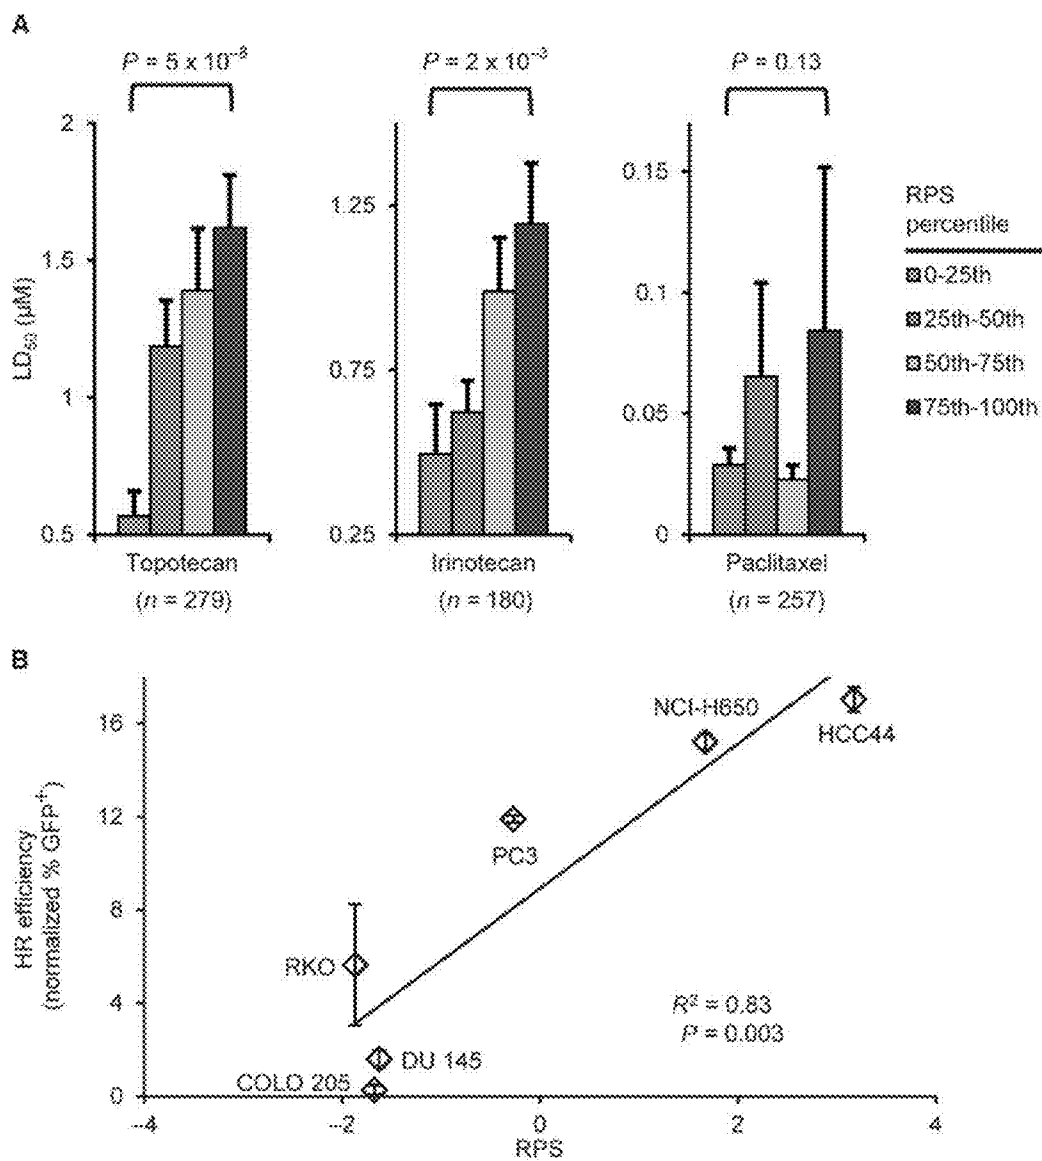 A
P = 5 x 10⁻⁸
P = 2 x 10⁻³
P = 0.13
2
1.5
1
0.5
LD₅₀ (µM)
1.25
0.75
0.25
0.15
0.1
0.05
0
RPS
percentile
0-25th
25th-50th
50th-75th
75th-100th
Topotecan
(n = 279)
Irinotecan
(n = 180)
Paclitaxel
(n = 257)
B
HR efficiency
(normalized % GFP⁺)
16
12
8
4
0
NCI-H650
HCC44
PC3
RKO
DU 145
COLO 205
R² = 0.83
P = 0.003
-4
-2
0
2
4
RPS